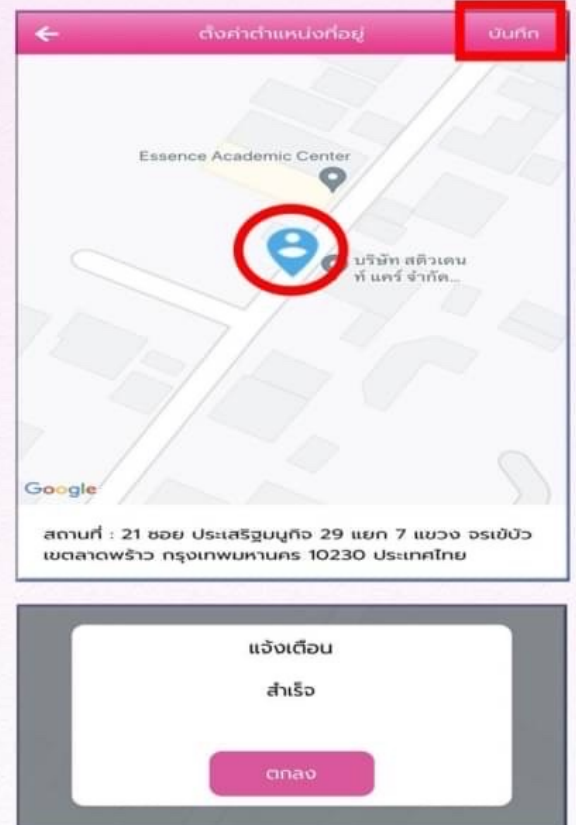 ตั้งค่าตำแหน่งที่อยู่ บันทึก
Essence Academic Center
บริษัท สติวเดน
ท์ แคร์ จำกัด...
Google
สถานที่ : 21 ซอย ประเสริฐมนูกิจ 29 แยก 7 แขวง จรเข้บัว
เขตลาดพร้าว กรุงเทพมหานคร 10230 ประเทศไทย
แจ้งเตือน
สำเร็จ
ตกลง